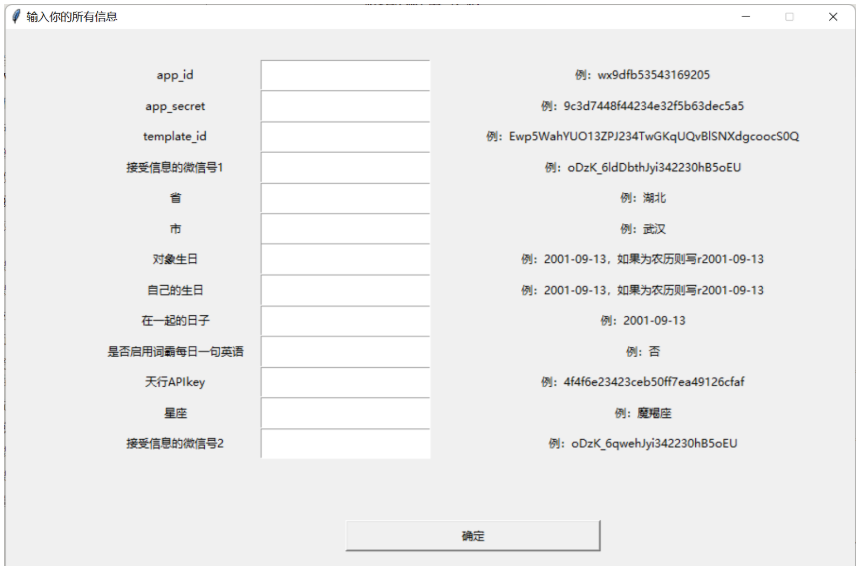 输入你的所有信息
app_id 例：wx9dfb53543169205
app_secret 例：9c3d7448f44234e32f5b63dec5a5
template_id 例：Ewp5WahYUO13ZPJ234TwGKqUQvBlSNXdgcoocS0Q
接受信息的微信号1 例：oDzK_6ldDbthJyi342230hB5oEU
省 例：湖北
市 例：武汉
对象生日 例：2001-09-13，如果为农历则写r2001-09-13
自己的生日 例：2001-09-13，如果为农历则写r2001-09-13
在一起的日子 例：2001-09-13
是否启用词霸每日一句英语 例：否
天行APIkey 例：4f4f6e23423ceb50ff7ea49126cfaf
星座 例：魔羯座
接受信息的微信号2 例：oDzK_6qwehJyi342230hB5oEU
确定